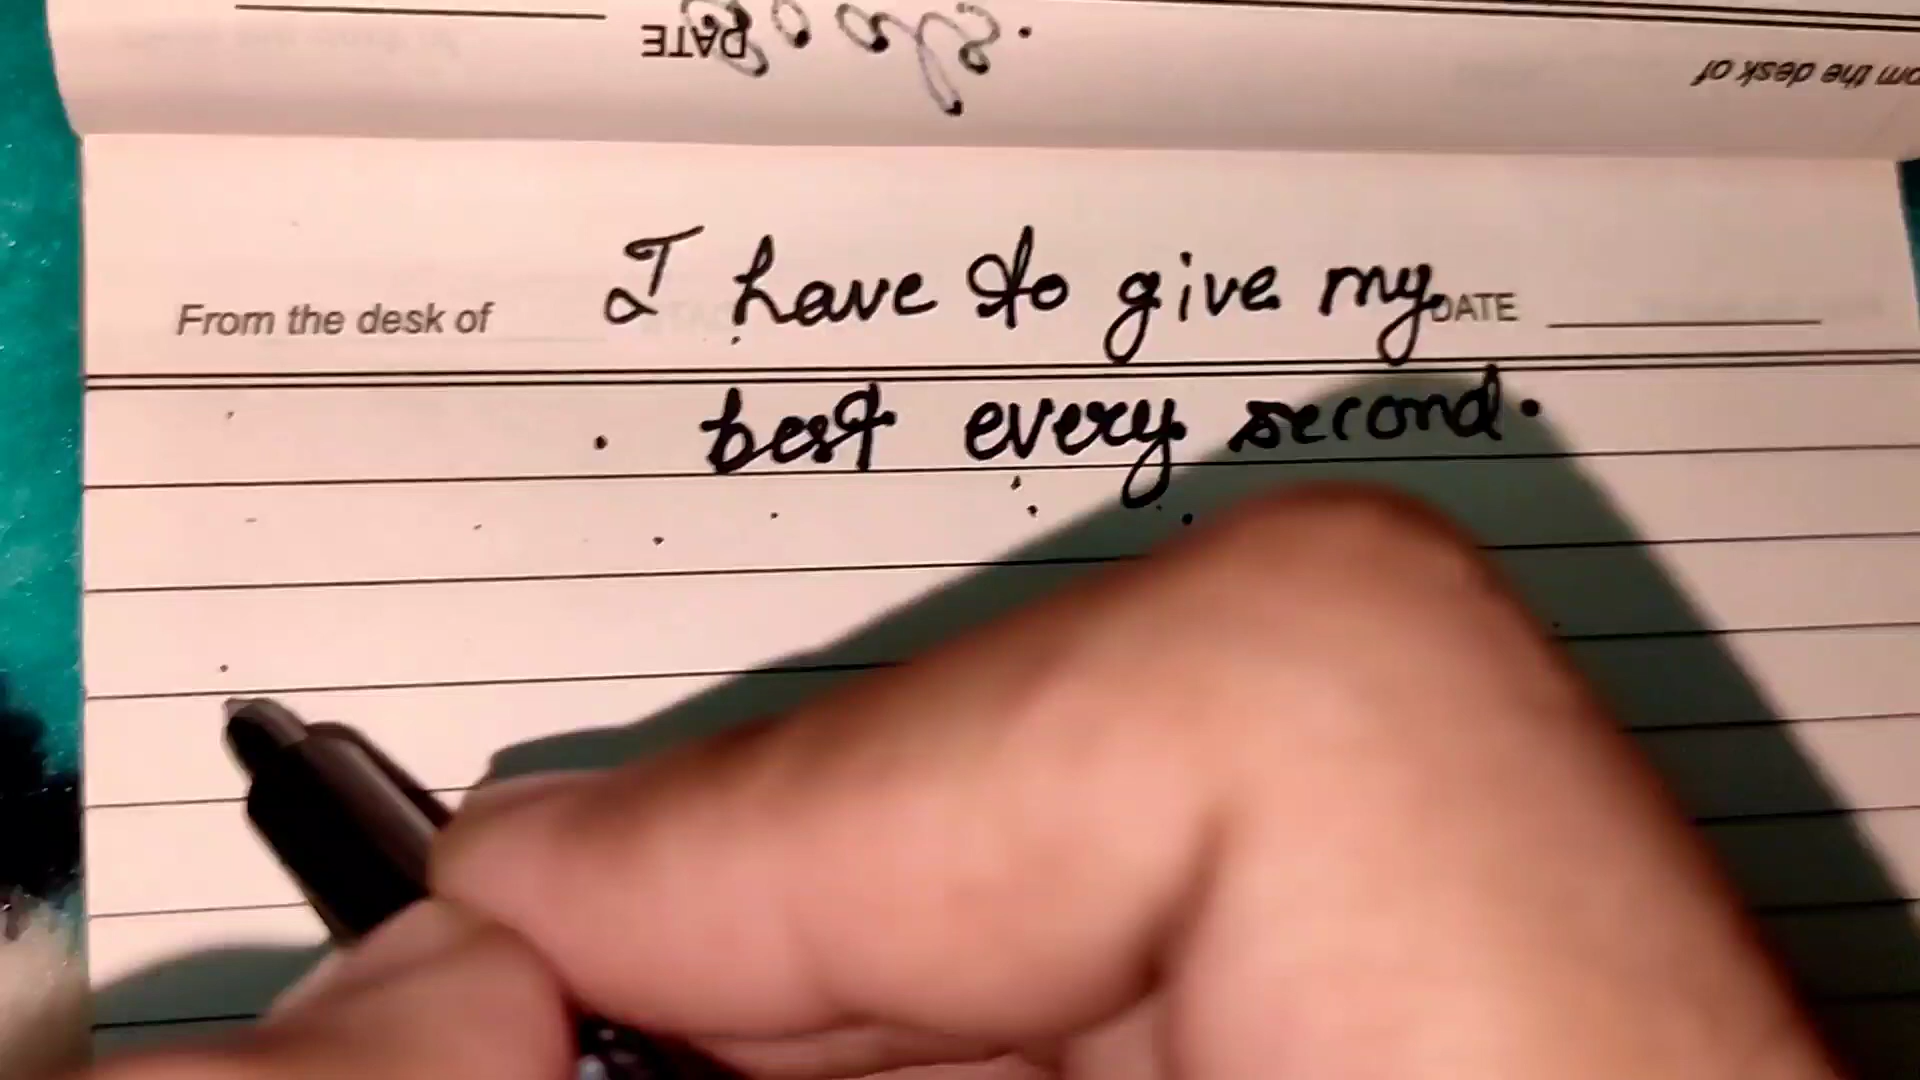 DATE
om the desk of
I have to give my
From the desk of
DATE
best every second.